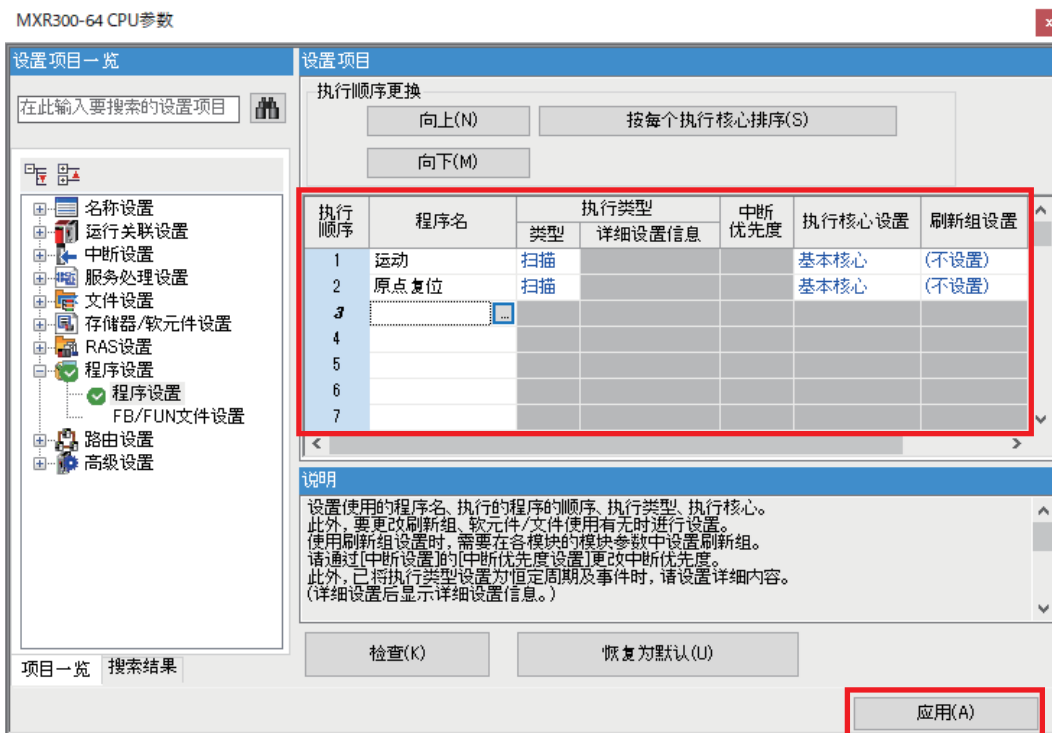 MXR300-64 CPU参数
x
设置项目一览
在此输入要搜索的设置项目
名称设置
运行关联设置
中断设置
服务处理设置
文件设置
存储器/软元件设置
RAS设置
程序设置
程序设置
FB/FUN文件设置
路由设置
高级设置
项目一览 搜索结果
设置项目
执行顺序更换
向上(N) 按每个执行核心排序(S)
向下(M)
执行顺序 程序名 执行类型 中断优先度 执行核心设置 刷新组设置
类型 详细设置信息
1 运动 扫描 基本核心 (不设置)
2 原点复位 扫描 基本核心 (不设置)
3 ...
4
5
6
7
说明
设置使用的程序名、执行的程序的顺序、执行类型、执行核心。
此外,要更改刷新组、软元件/文件使用有无时进行设置。
使用刷新组设置时,需要在各模块的模块参数中设置刷新组。
请通过[中断设置]的[中断优先度设置]更改中断优先度。
此外,已将执行类型设置为恒定周期及事件时,请设置详细内容。
(详细设置后显示详细设置信息。)
检查(K) 恢复为默认(U)
应用(A)